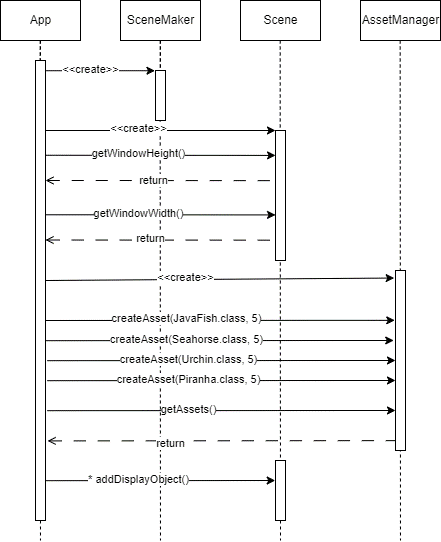 App SceneMaker Scene AssetManager
<<create>>
<<create>>
getWindowHeight()
return
getWindowWidth()
return
<<create>>
createAsset(JavaFish.class, 5)
createAsset(Seahorse.class, 5)
createAsset(Urchin.class, 5)
createAsset(Piranha.class, 5)
getAssets()
return
* addDisplayObject()